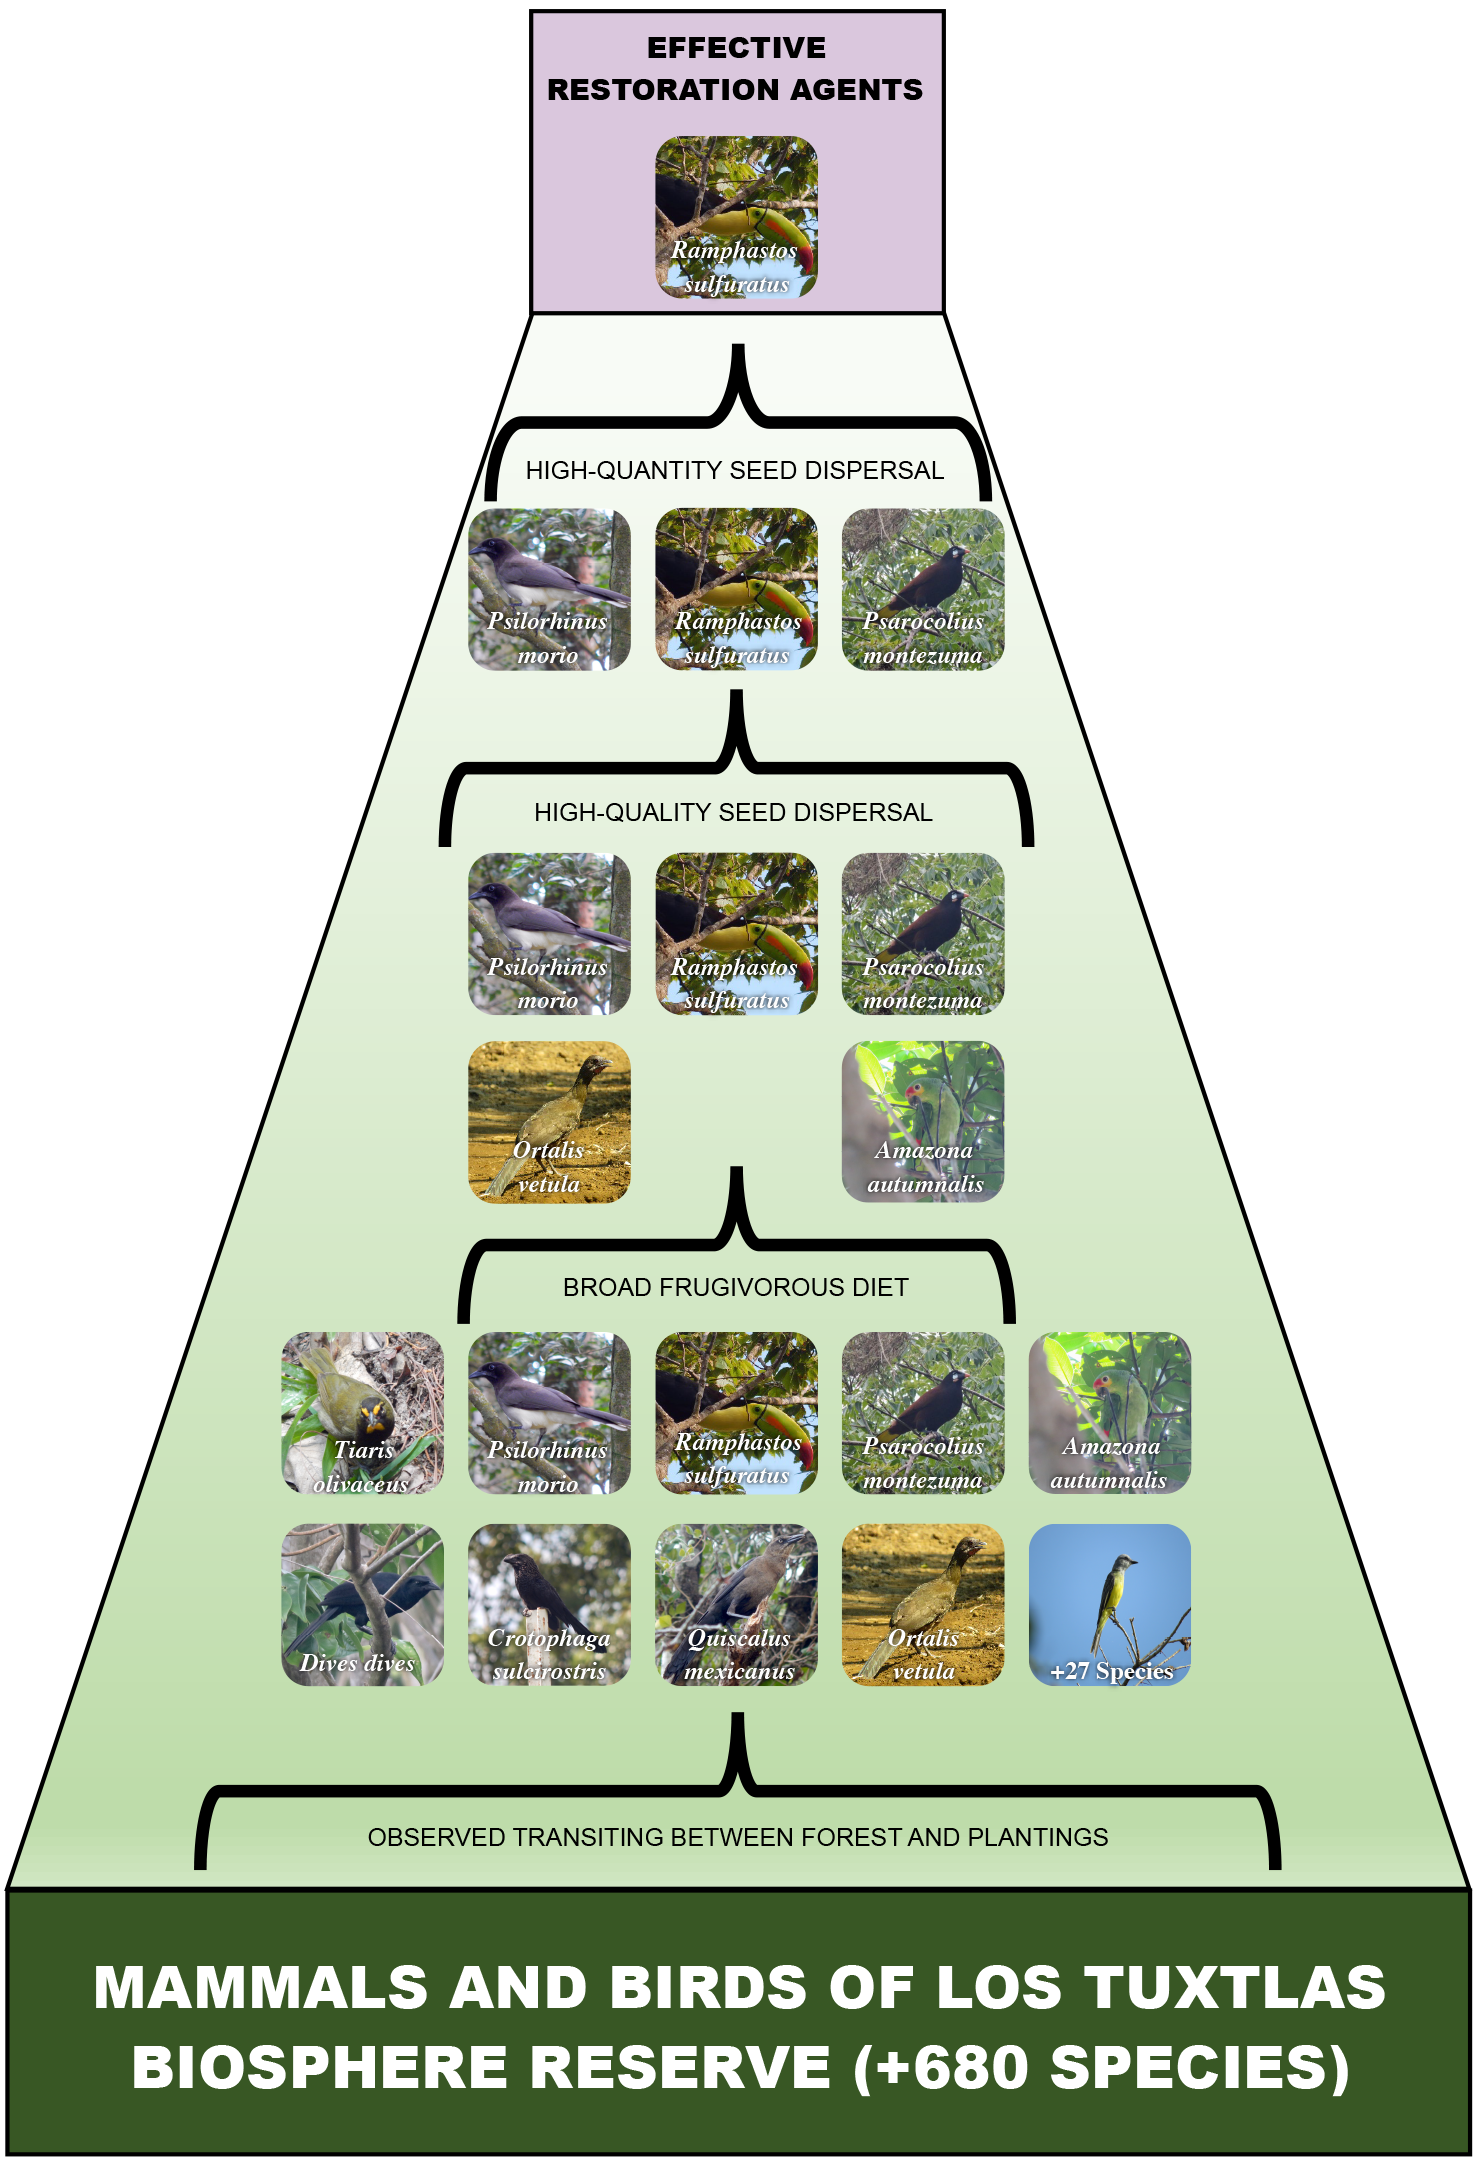 EFFECTIVE
RESTORATION AGENTS
Ramphastos
sulfuratus
HIGH-QUANTITY SEED DISPERSAL
Psilorhinus
morio
Ramphastos
sulfuratus
Psarocolius
montezuma
HIGH-QUALITY SEED DISPERSAL
Psilorhinus
morio
Ramphastos
sulfuratus
Psarocolius
montezuma
Ortalis
vetula
Amazona
autumnalis
BROAD FRUGIVOROUS DIET
Tiaris
olivaceus
Psilorhinus
morio
Ramphastos
sulfuratus
Psarocolius
montezuma
Amazona
autumnalis
Dives dives
Crotophaga
sulcirostris
Quiscalus
mexicanus
Ortalis
vetula
+27 Species
OBSERVED TRANSITING BETWEEN FOREST AND PLANTINGS
MAMMALS AND BIRDS OF LOS TUXTLAS
BIOSPHERE RESERVE (+680 SPECIES)